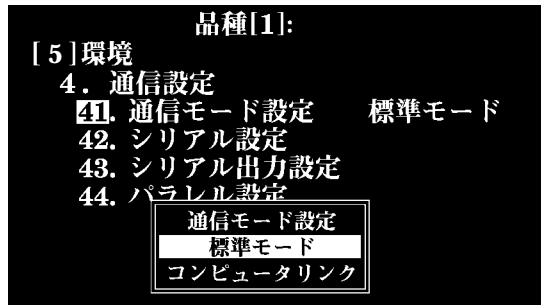 品種[1]:
[ 5 ]環境
4. 通信設定
41. 通信モード設定 標準モード
42. シリアル設定
43. シリアル出力設定
44. パラレル設定
通信モード設定
標準モード
コンピュータリンク